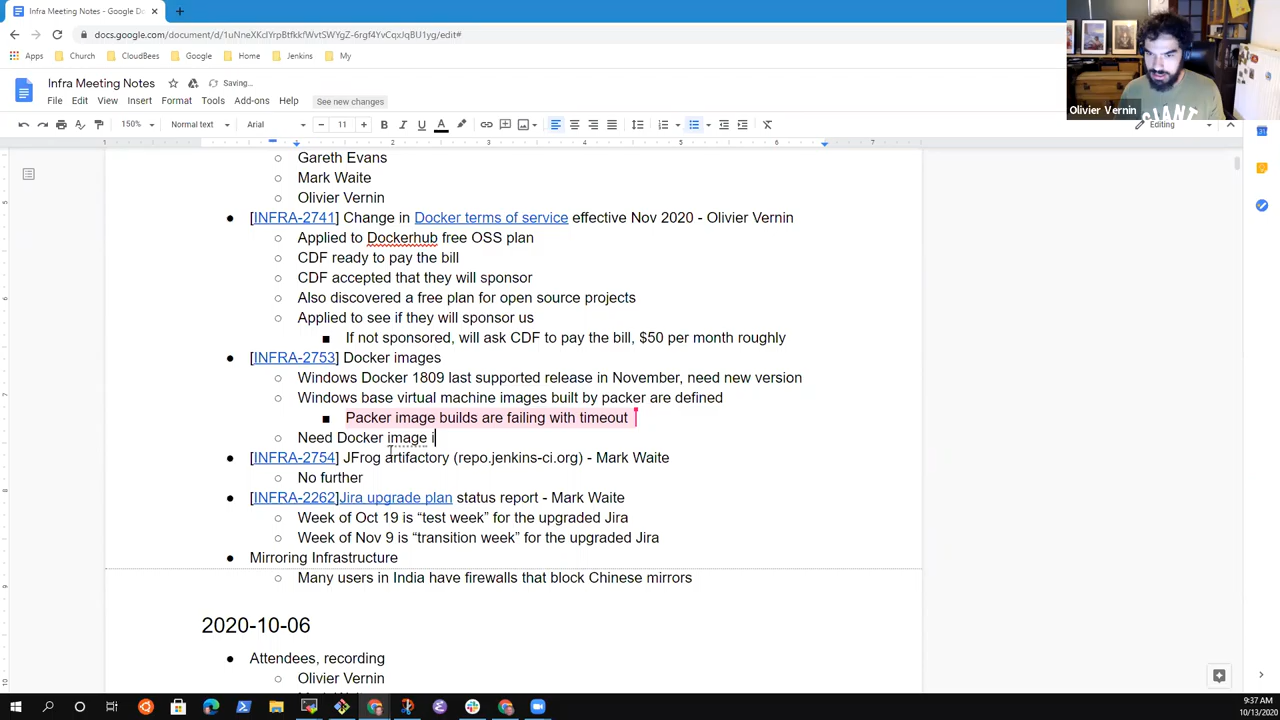 Infra Meeting Notes - Google Do
docs.google.com/document/d/1uNneXKcIYrpBtfkkfWvtSWYgZ-6rgf4YvCqxJqBU1yg/edit#
Apps Church CloudBees Google Home Jenkins My
Infra Meeting Notes Saving...
File Edit View Insert Format Tools Add-ons Help See new changes
150% Normal text Arial 11 Editing
Olivier Vernin
Gareth Evans
Mark Waite
Olivier Vernin
[INFRA-2741] Change in Docker terms of service effective Nov 2020 - Olivier Vernin
Applied to Dockerhub free OSS plan
CDF ready to pay the bill
CDF accepted that they will sponsor
Also discovered a free plan for open source projects
Applied to see if they will sponsor us
If not sponsored, will ask CDF to pay the bill, $50 per month roughly
[INFRA-2753] Docker images
Windows Docker 1809 last supported release in November, need new version
Windows base virtual machine images built by packer are defined
Packer image builds are failing with timeout
Need Docker image i
[INFRA-2754] JFrog artifactory (repo.jenkins-ci.org) - Mark Waite
No further
[INFRA-2262]Jira upgrade plan status report - Mark Waite
Week of Oct 19 is “test week” for the upgraded Jira
Week of Nov 9 is “transition week” for the upgraded Jira
Mirroring Infrastructure
Many users in India have firewalls that block Chinese mirrors
2020-10-06
Attendees, recording
Olivier Vernin
9:37 AM
10/13/2020